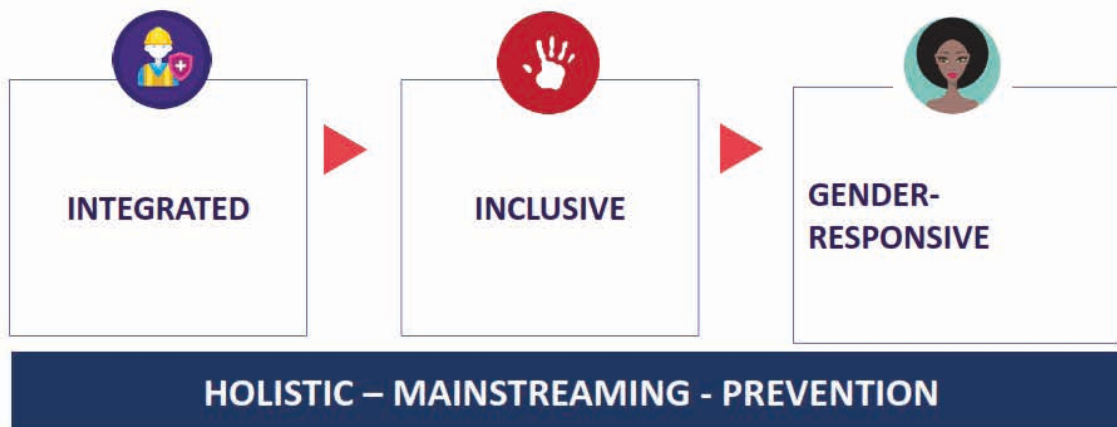 INTEGRATED
INCLUSIVE
GENDER-
RESPONSIVE
HOLISTIC – MAINSTREAMING - PREVENTION